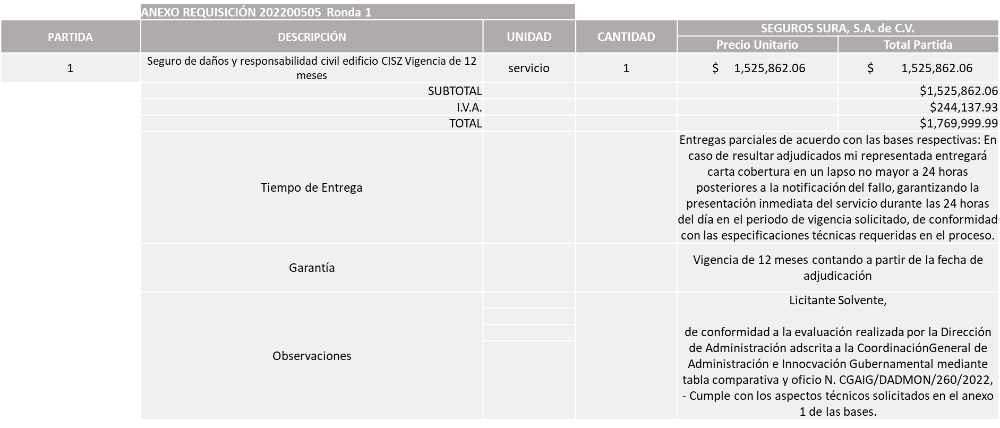 ANEXO REQUISICIÓN 202200505 Ronda 1
PARTIDA
DESCRIPCIÓN
UNIDAD
CANTIDAD
SEGUROS SURA, S.A. de C.V.
Precio Unitario
Total Partida
1
Seguro de daños y responsabilidad civil edificio CISZ Vigencia de 12
meses
servicio
1
$ 1,525,862.06
$ 1,525,862.06
SUBTOTAL
$1,525,862.06
I.V.A.
$244,137.93
TOTAL
$1,769,999.99
Tiempo de Entrega
Entregas parciales de acuerdo con las bases respectivas: En
caso de resultar adjudicados mi representada entregará
carta cobertura en un lapso no mayor a 24 horas
posteriores a la notificación del fallo, garantizando la
presentación inmediata del servicio durante las 24 horas
del día en el periodo de vigencia solicitado, de conformidad
con las especificaciones técnicas requeridas en el proceso.
Garantía
Vigencia de 12 meses contando a partir de la fecha de
adjudicación
Observaciones
Licitante Solvente,
de conformidad a la evaluación realizada por la Dirección
de Administración adscrita a la CoordinaciónGeneral de
Administración e Innocvación Gubernamental mediante
tabla comparativa y oficio N. CGAIG/DADMON/260/2022,
- Cumple con los aspectos técnicos solicitados en el anexo
1 de las bases.